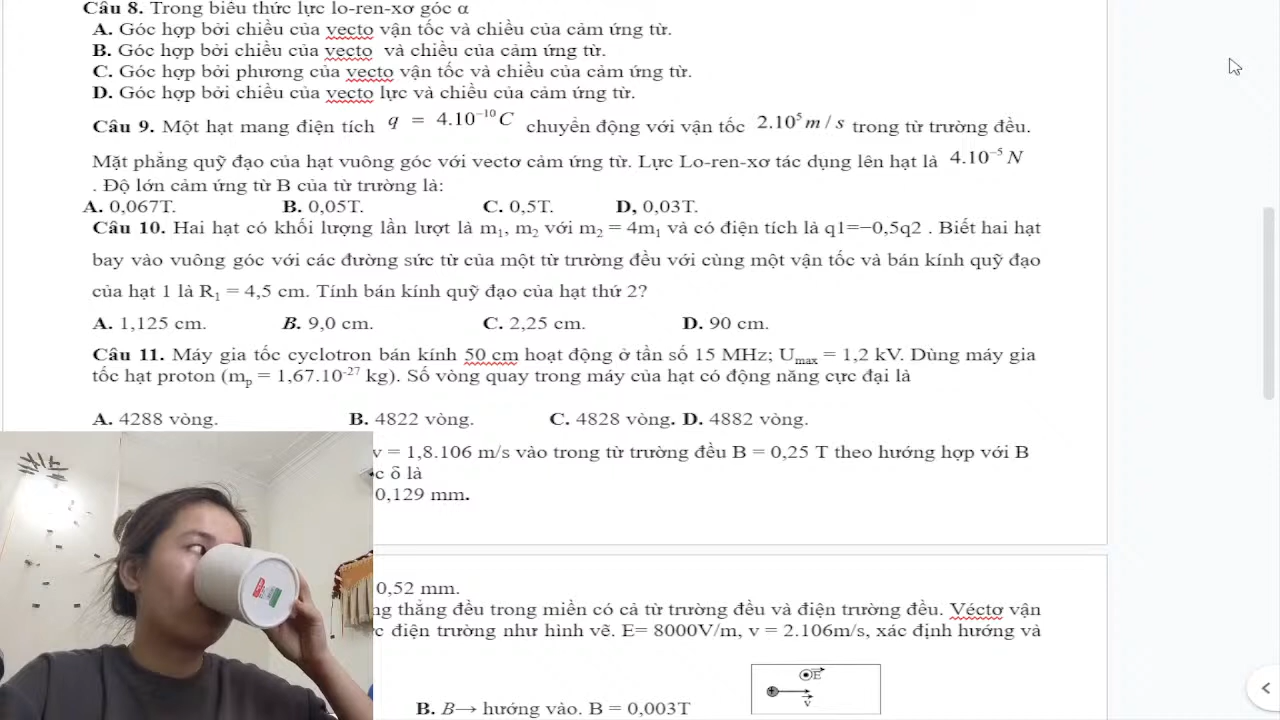 Câu 8. Trong biểu thức lực lo-ren-xơ góc α
A. Góc hợp bởi chiều của vecto vận tốc và chiều của cảm ứng từ.
B. Góc hợp bởi chiều của vecto và chiều của cảm ứng từ.
C. Góc hợp bởi phương của vecto vận tốc và chiều của cảm ứng từ.
D. Góc hợp bởi chiều của vecto lực và chiều của cảm ứng từ.
Câu 9. Một hạt mang điện tích q = 4.10⁻¹⁰ C chuyển động với vận tốc 2.10⁵ m / s trong từ trường đều.
Mặt phẳng quỹ đạo của hạt vuông góc với vectơ cảm ứng từ. Lực Lo-ren-xơ tác dụng lên hạt là 4.10⁻⁵ N
. Độ lớn cảm ứng từ B của từ trường là:
A. 0,067T. B. 0,05T. C. 0,5T. D, 0,03T.
Câu 10. Hai hạt có khối lượng lần lượt là m₁, m₂ với m₂ = 4m₁ và có điện tích là q1=−0,5q2 . Biết hai hạt
bay vào vuông góc với các đường sức từ của một từ trường đều với cùng một vận tốc và bán kính quỹ đạo
của hạt 1 là R₁ = 4,5 cm. Tính bán kính quỹ đạo của hạt thứ 2?
A. 1,125 cm. B. 9,0 cm. C. 2,25 cm. D. 90 cm.
Câu 11. Máy gia tốc cyclotron bán kính 50 cm hoạt động ở tần số 15 MHz; Uₘₐₓ = 1,2 kV. Dùng máy gia
tốc hạt proton (mₚ = 1,67.10⁻²⁷ kg). Số vòng quay trong máy của hạt có động năng cực đại là
A. 4288 vòng. B. 4822 vòng. C. 4828 vòng. D. 4882 vòng.
v = 1,8.106 m/s vào trong từ trường đều B = 0,25 T theo hướng hợp với B
c ố là
0,129 mm.
0,52 mm.
ng thẳng đều trong miền có cả từ trường đều và điện trường đều. Véctơ vận
c điện trường như hình vẽ. E= 8000V/m, v = 2.106m/s, xác định hướng và
E
v
B. B→ hướng vào. B = 0,003T